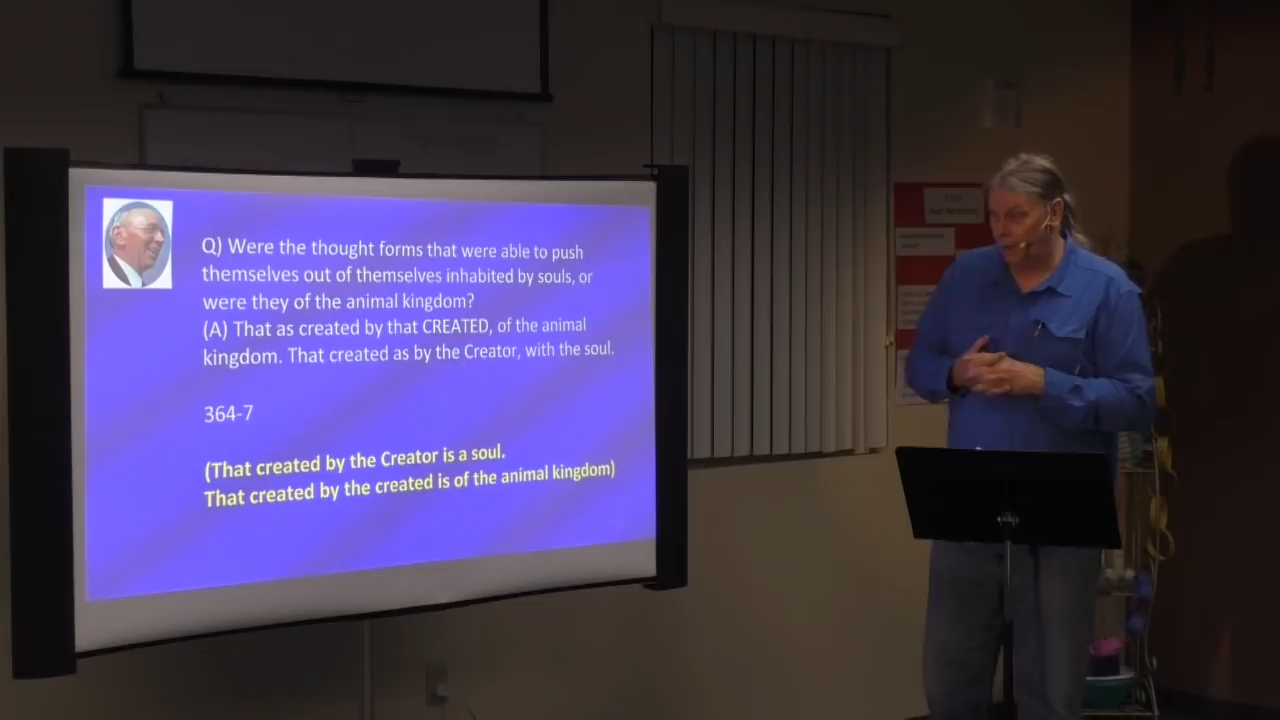 Q) Were the thought forms that were able to push
themselves out of themselves inhabited by souls, or
were they of the animal kingdom?
(A) That as created by that CREATED, of the animal
kingdom. That created as by the Creator, with the soul.
364-7
(That created by the Creator is a soul.
That created by the created is of the animal kingdom)